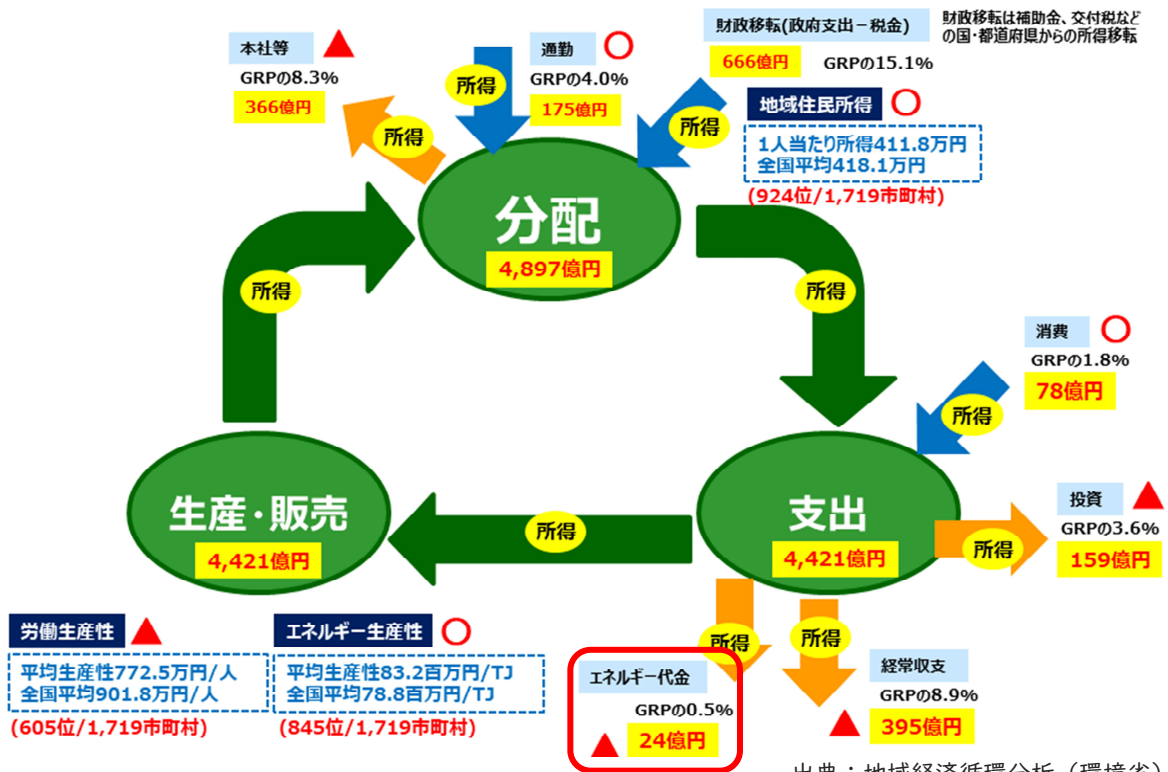 本社等
GRPの8.3%
366億円
通勤
GRPの4.0%
175億円
財政移転(政府支出－税金)
666億円 GRPの15.1%
財政移転は補助金、交付税など
の国・都道府県からの所得移転
地域住民所得
1人当たり所得411.8万円
全国平均418.1万円
(924位/1,719市町村)
所得
所得
所得
分配
4,897億円
所得
所得
消費
GRPの1.8%
78億円
所得
生産・販売
4,421億円
所得
支出
4,421億円
投資
GRPの3.6%
159億円
所得
労働生産性
平均生産性772.5万円/人
全国平均901.8万円/人
(605位/1,719市町村)
エネルギー生産性
平均生産性83.2百万円/TJ
全国平均78.8百万円/TJ
(845位/1,719市町村)
所得
所得
エネルギー代金
GRPの0.5%
24億円
経常収支
GRPの8.9%
395億円
出典：地域経済循環分析（環境省）